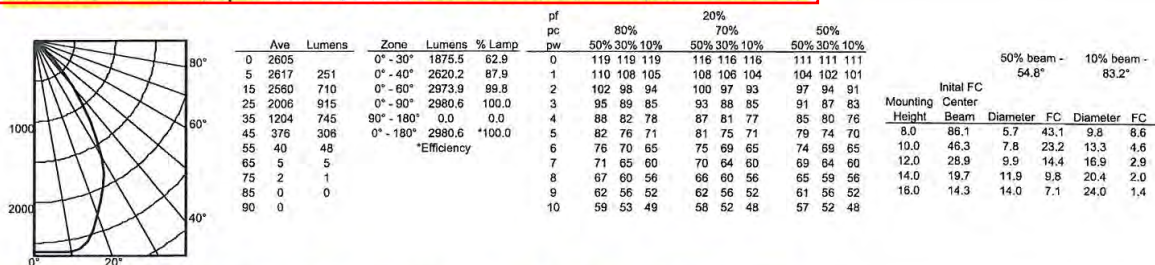 1000
2000
80°
60°
40°
0° 20°
Ave Lumens
0 2605
5 2617 251
15 2560 710
25 2006 915
35 1204 745
45 376 306
55 40 48
65 5 5
75 2 1
85 0 0
90 0
Zone Lumens % Lamp
0° - 30° 1875.5 62.9
0° - 40° 2620.2 87.9
0° - 60° 2973.9 99.8
0° - 90° 2980.6 100.0
90° - 180° 0.0 0.0
0° - 180° 2980.6 *100.0
*Efficiency
pf 20%
pc 80% 70% 50%
pw 50% 30% 10% 50% 30% 10% 50% 30% 10%
0 119 119 119 116 116 116 111 111 111
1 110 108 105 108 106 104 104 102 101
2 102 98 94 100 97 93 97 94 91
3 95 89 85 93 88 85 91 87 83
4 88 82 78 87 81 77 85 80 76
5 82 76 71 81 75 71 79 74 70
6 76 70 65 75 69 65 74 69 65
7 71 65 60 70 64 60 69 64 60
8 67 60 56 66 60 56 65 59 56
9 62 56 52 62 56 52 61 56 52
10 59 53 49 58 52 48 57 52 48
50% beam - 10% beam -
54.8° 83.2°
Inital FC
Mounting Center
Height Beam Diameter FC Diameter FC
8.0 86.1 5.7 43.1 9.8 8.6
10.0 46.3 7.8 23.2 13.3 4.6
12.0 28.9 9.9 14.4 16.9 2.9
14.0 19.7 11.9 9.8 20.4 2.0
16.0 14.3 14.0 7.1 24.0 1.4